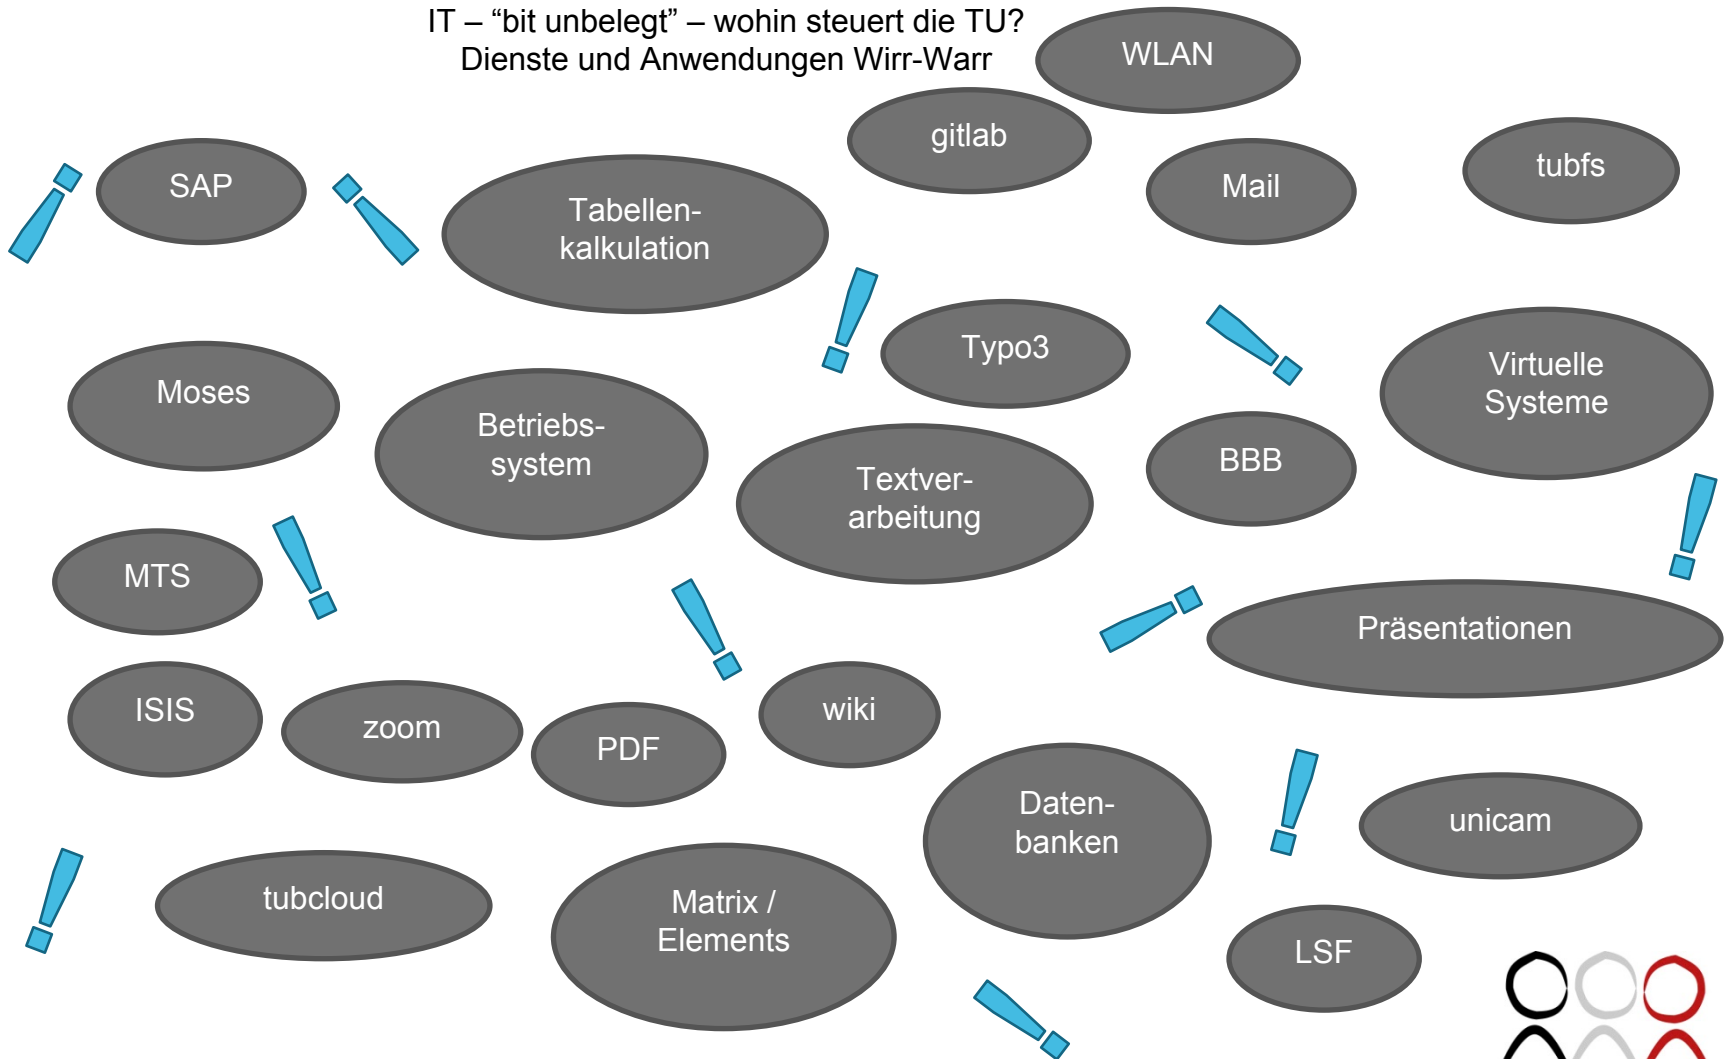 IT – “bit unbelegt” – wohin steuert die TU?
Dienste und Anwendungen Wirr-Warr
WLAN
gitlab
SAP
Tabellen-
kalkulation
Mail
tubfs
Moses
Betriebs-
system
Typo3
Virtuelle
Systeme
Textver-
arbeitung
BBB
MTS
Präsentationen
ISIS
zoom
PDF
wiki
Daten-
banken
unicam
tubcloud
Matrix /
Elements
LSF